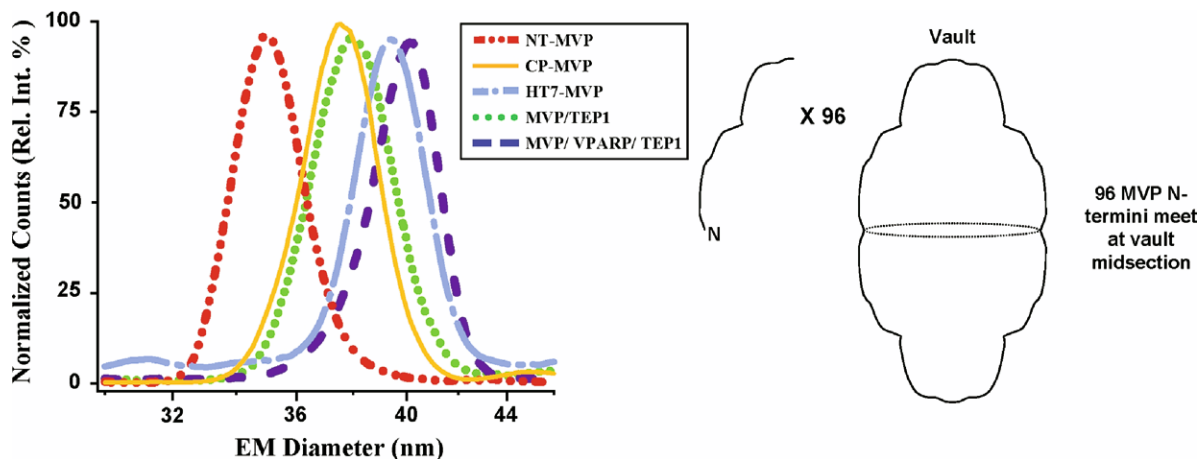 Normalized Counts (Rel. Int. %)
100
75
50
25
0
32
36
40
44
EM Diameter (nm)
NT-MVP
CP-MVP
HT7-MVP
MVP/TEP1
MVP/ VPARP/ TEP1
N
X 96
Vault
96 MVP N-
termini meet
at vault
midsection